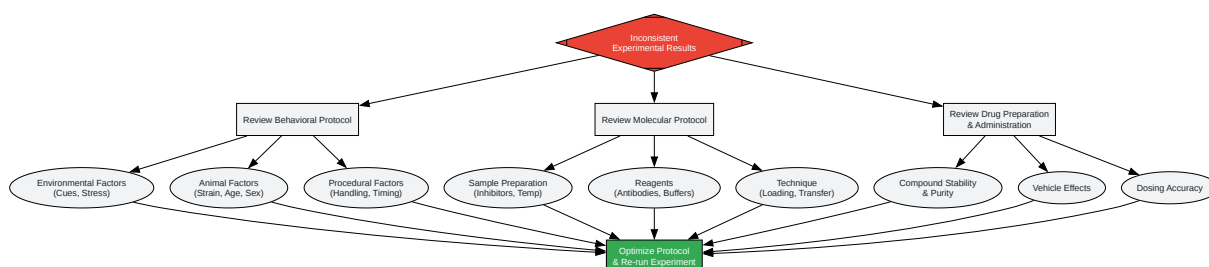 Inconsistent
Experimental Results
Review Behavioral Protocol
Review Molecular Protocol
Review Drug Preparation
& Administration
Environmental Factors
(Cues, Stress)
Animal Factors
(Strain, Age, Sex)
Procedural Factors
(Handling, Timing)
Sample Preparation
(Inhibitors, Temp)
Reagents
(Antibodies, Buffers)
Technique
(Loading, Transfer)
Compound Stability
& Purity
Vehicle Effects
Dosing Accuracy
Optimize Protocol
& Re-run Experiment